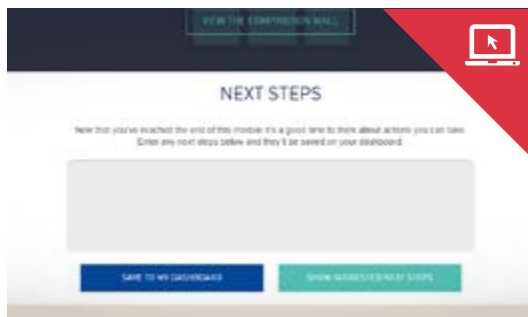 VIEW THE COMPARISON WALL
NEXT STEPS
Now that you've reached the end of this module it's a good time to think about actions you can take
Enter any next steps below and they'll be saved on your dashboard.
SAVE TO MY DASHBOARD
SHOW SUGGESTED NEXT STEPS